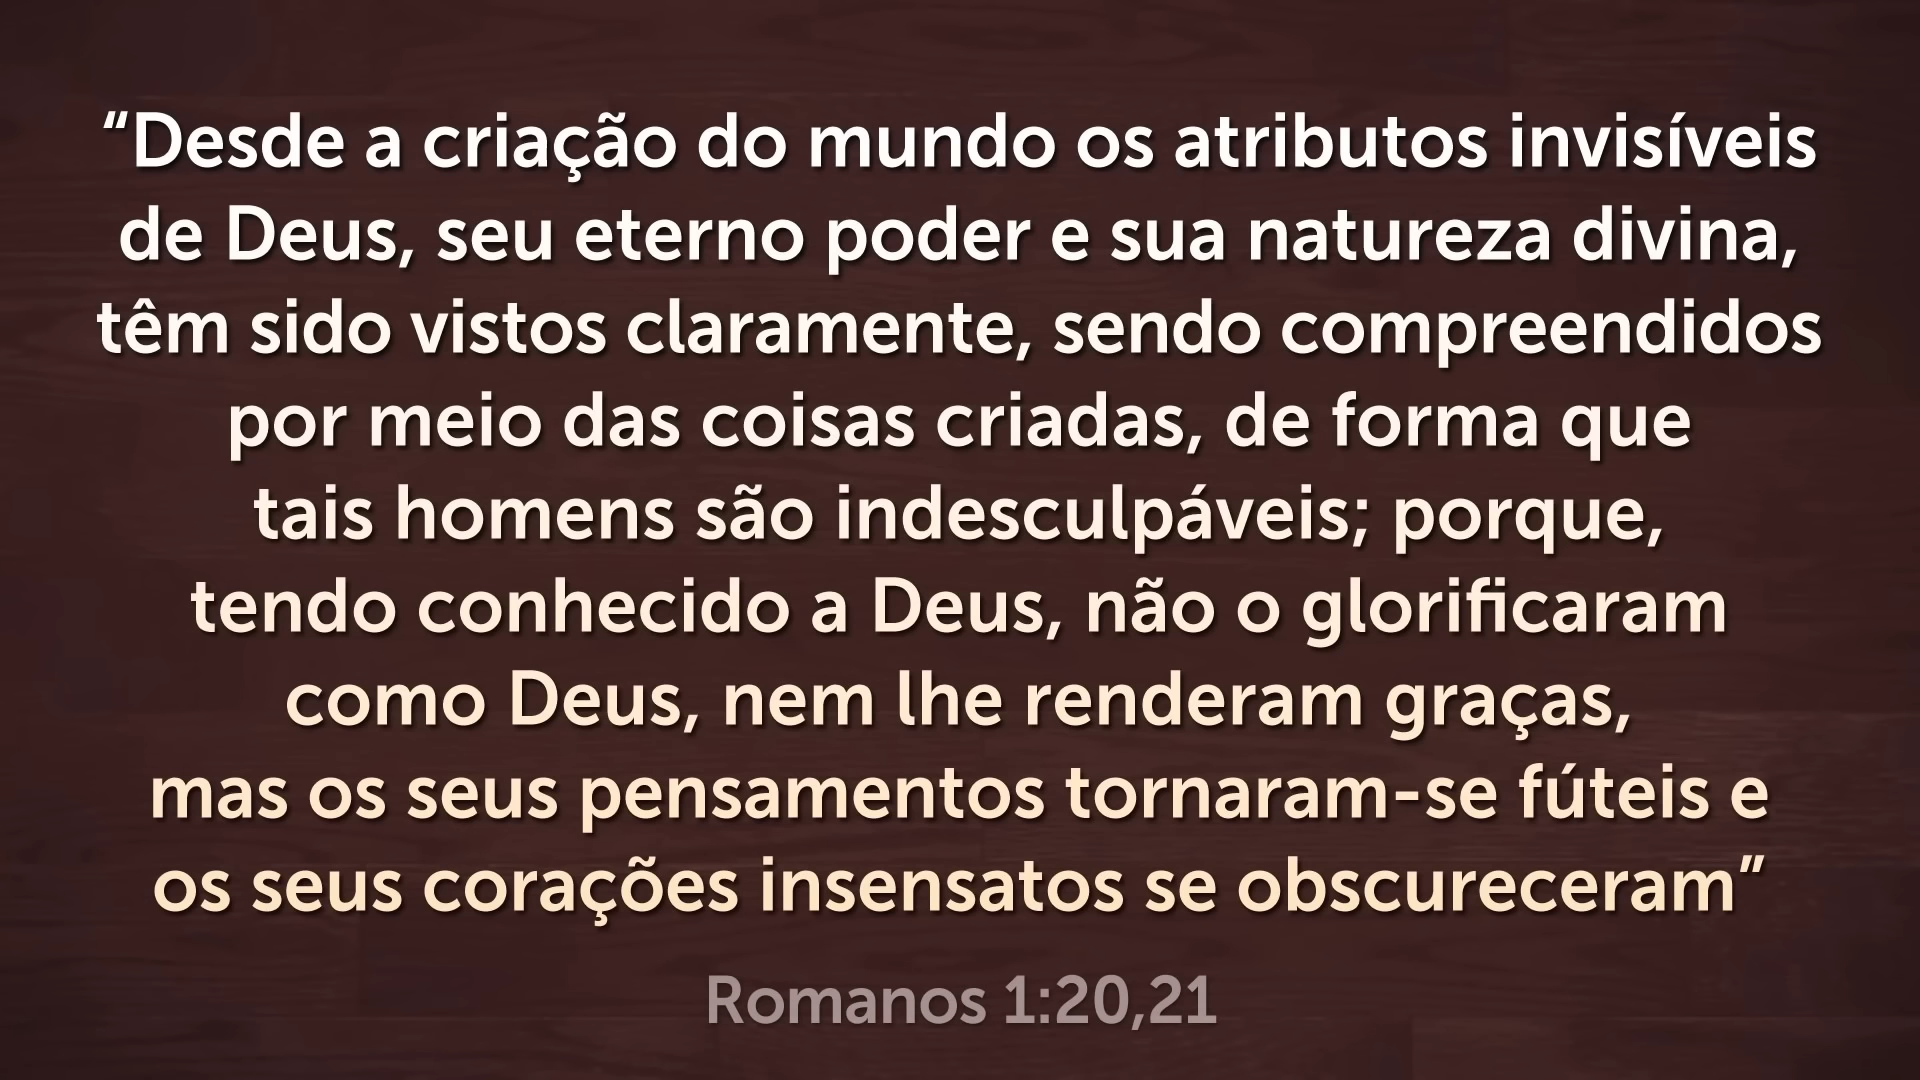 “Desde a criação do mundo os atributos invisíveis
de Deus, seu eterno poder e sua natureza divina,
têm sido vistos claramente, sendo compreendidos
por meio das coisas criadas, de forma que
tais homens são indesculpáveis; porque,
tendo conhecido a Deus, não o glorificaram
como Deus, nem lhe renderam graças,
mas os seus pensamentos tornaram-se fúteis e
os seus corações insensatos se obscureceram”
Romanos 1:20,21